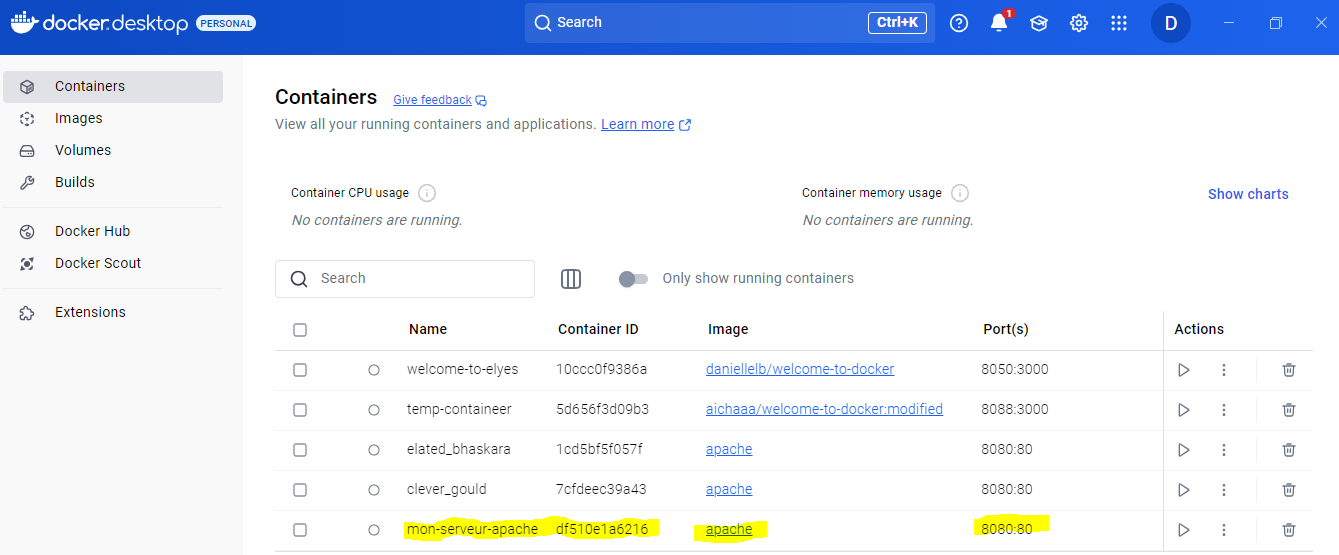 docker.desktop PERSONAL Search Ctrl+K 1 D
Containers
Images
Volumes
Builds
Docker Hub
Docker Scout
Extensions
Containers Give feedback
View all your running containers and applications. Learn more
Container CPU usage Container memory usage Show charts
No containers are running. No containers are running.
Search Only show running containers
Name Container ID Image Port(s) Actions
welcome-to-elyes 10ccc0f9386a daniellelb/welcome-to-docker 8050:3000
temp-containeer 5d656f3d09b3 aichaaa/welcome-to-docker:modified 8088:3000
elated_bhaskara 1cd5bf5f057f apache 8080:80
clever_gould 7cfdeec39a43 apache 8080:80
mon-serveur-apache df510e1a6216 apache 8080:80